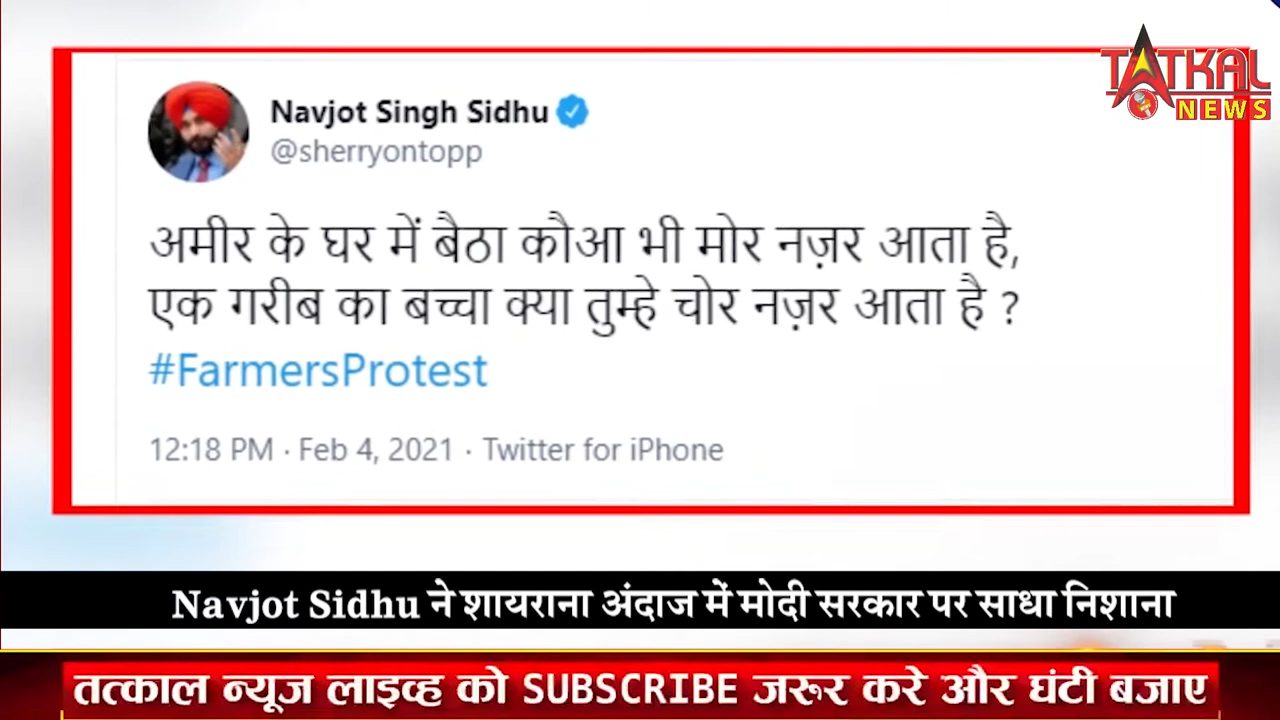 TATKAL
NEWS
Navjot Singh Sidhu
@sherryontopp
अमीर के घर में बैठा कौआ भी मोर नज़र आता है,
एक गरीब का बच्चा क्या तुम्हे चोर नज़र आता है ?
#FarmersProtest
12:18 PM · Feb 4, 2021 · Twitter for iPhone
Navjot Sidhu ने शायराना अंदाज में मोदी सरकार पर साधा निशाना
तत्काल न्यूज लाइव्ह को SUBSCRIBE जरूर करे और घंटी बजाए